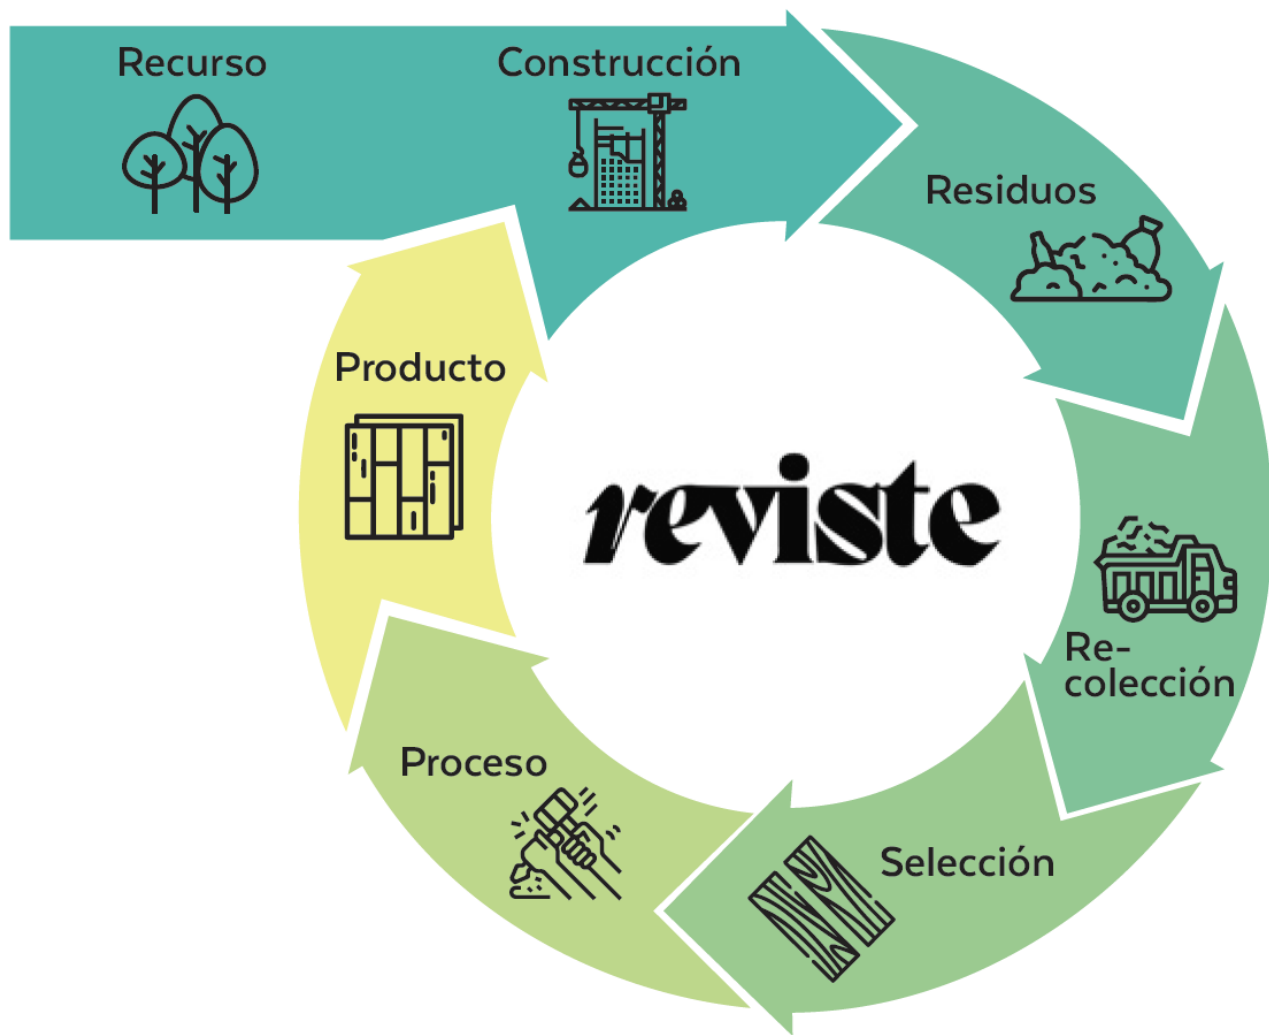 Recurso
Construcción
Residuos
Re-
colección
Selección
Proceso
Producto
reviste